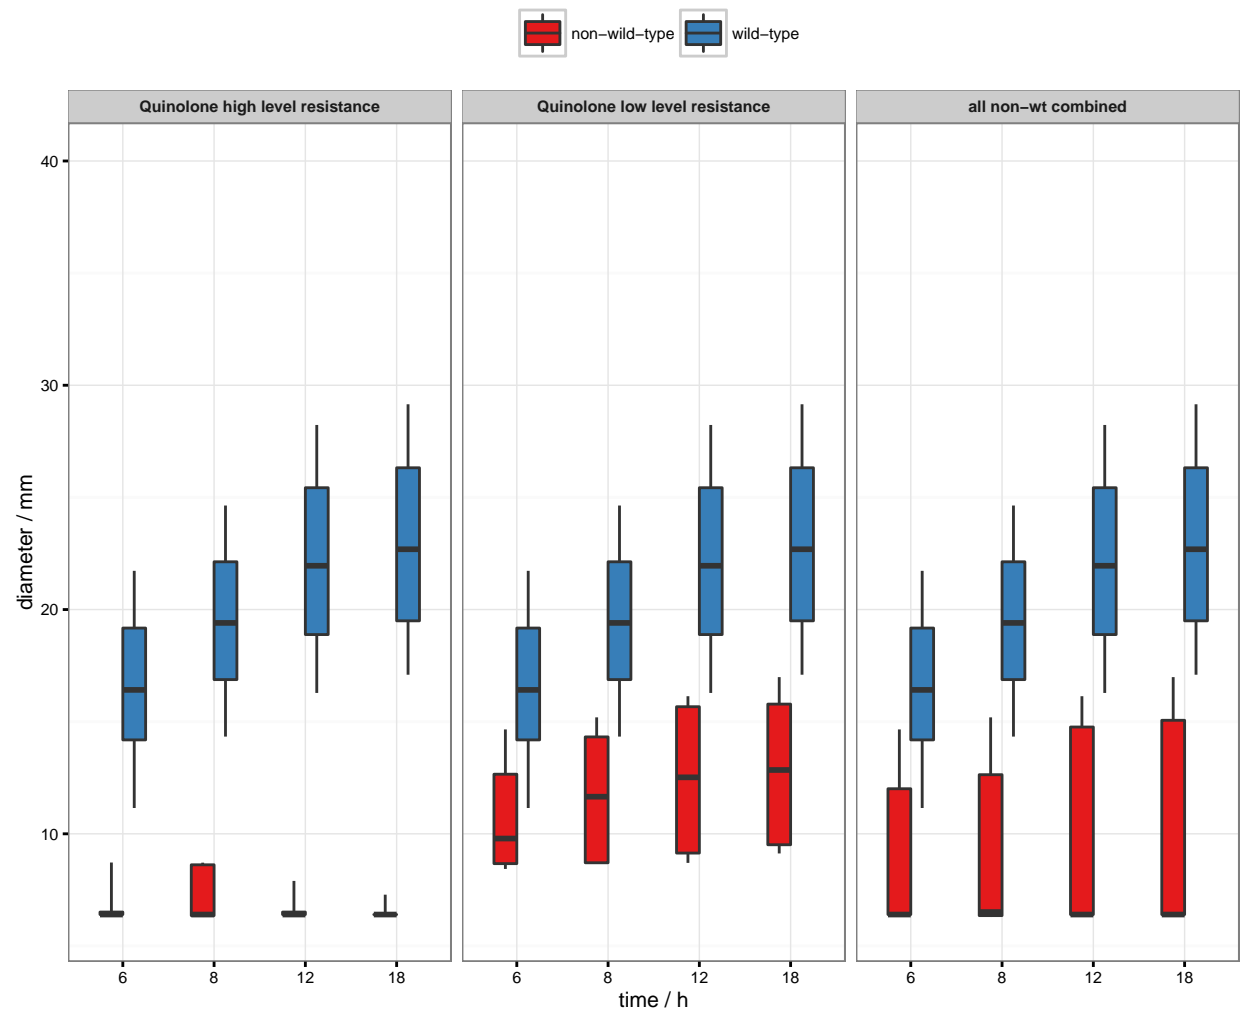 non−wild−type wild−type
Quinolone high level resistance Quinolone low level resistance all non−wt combined
40
30
20
10
diameter / mm
6 8 12 18 6 8 12 18 6 8 12 18
time / h